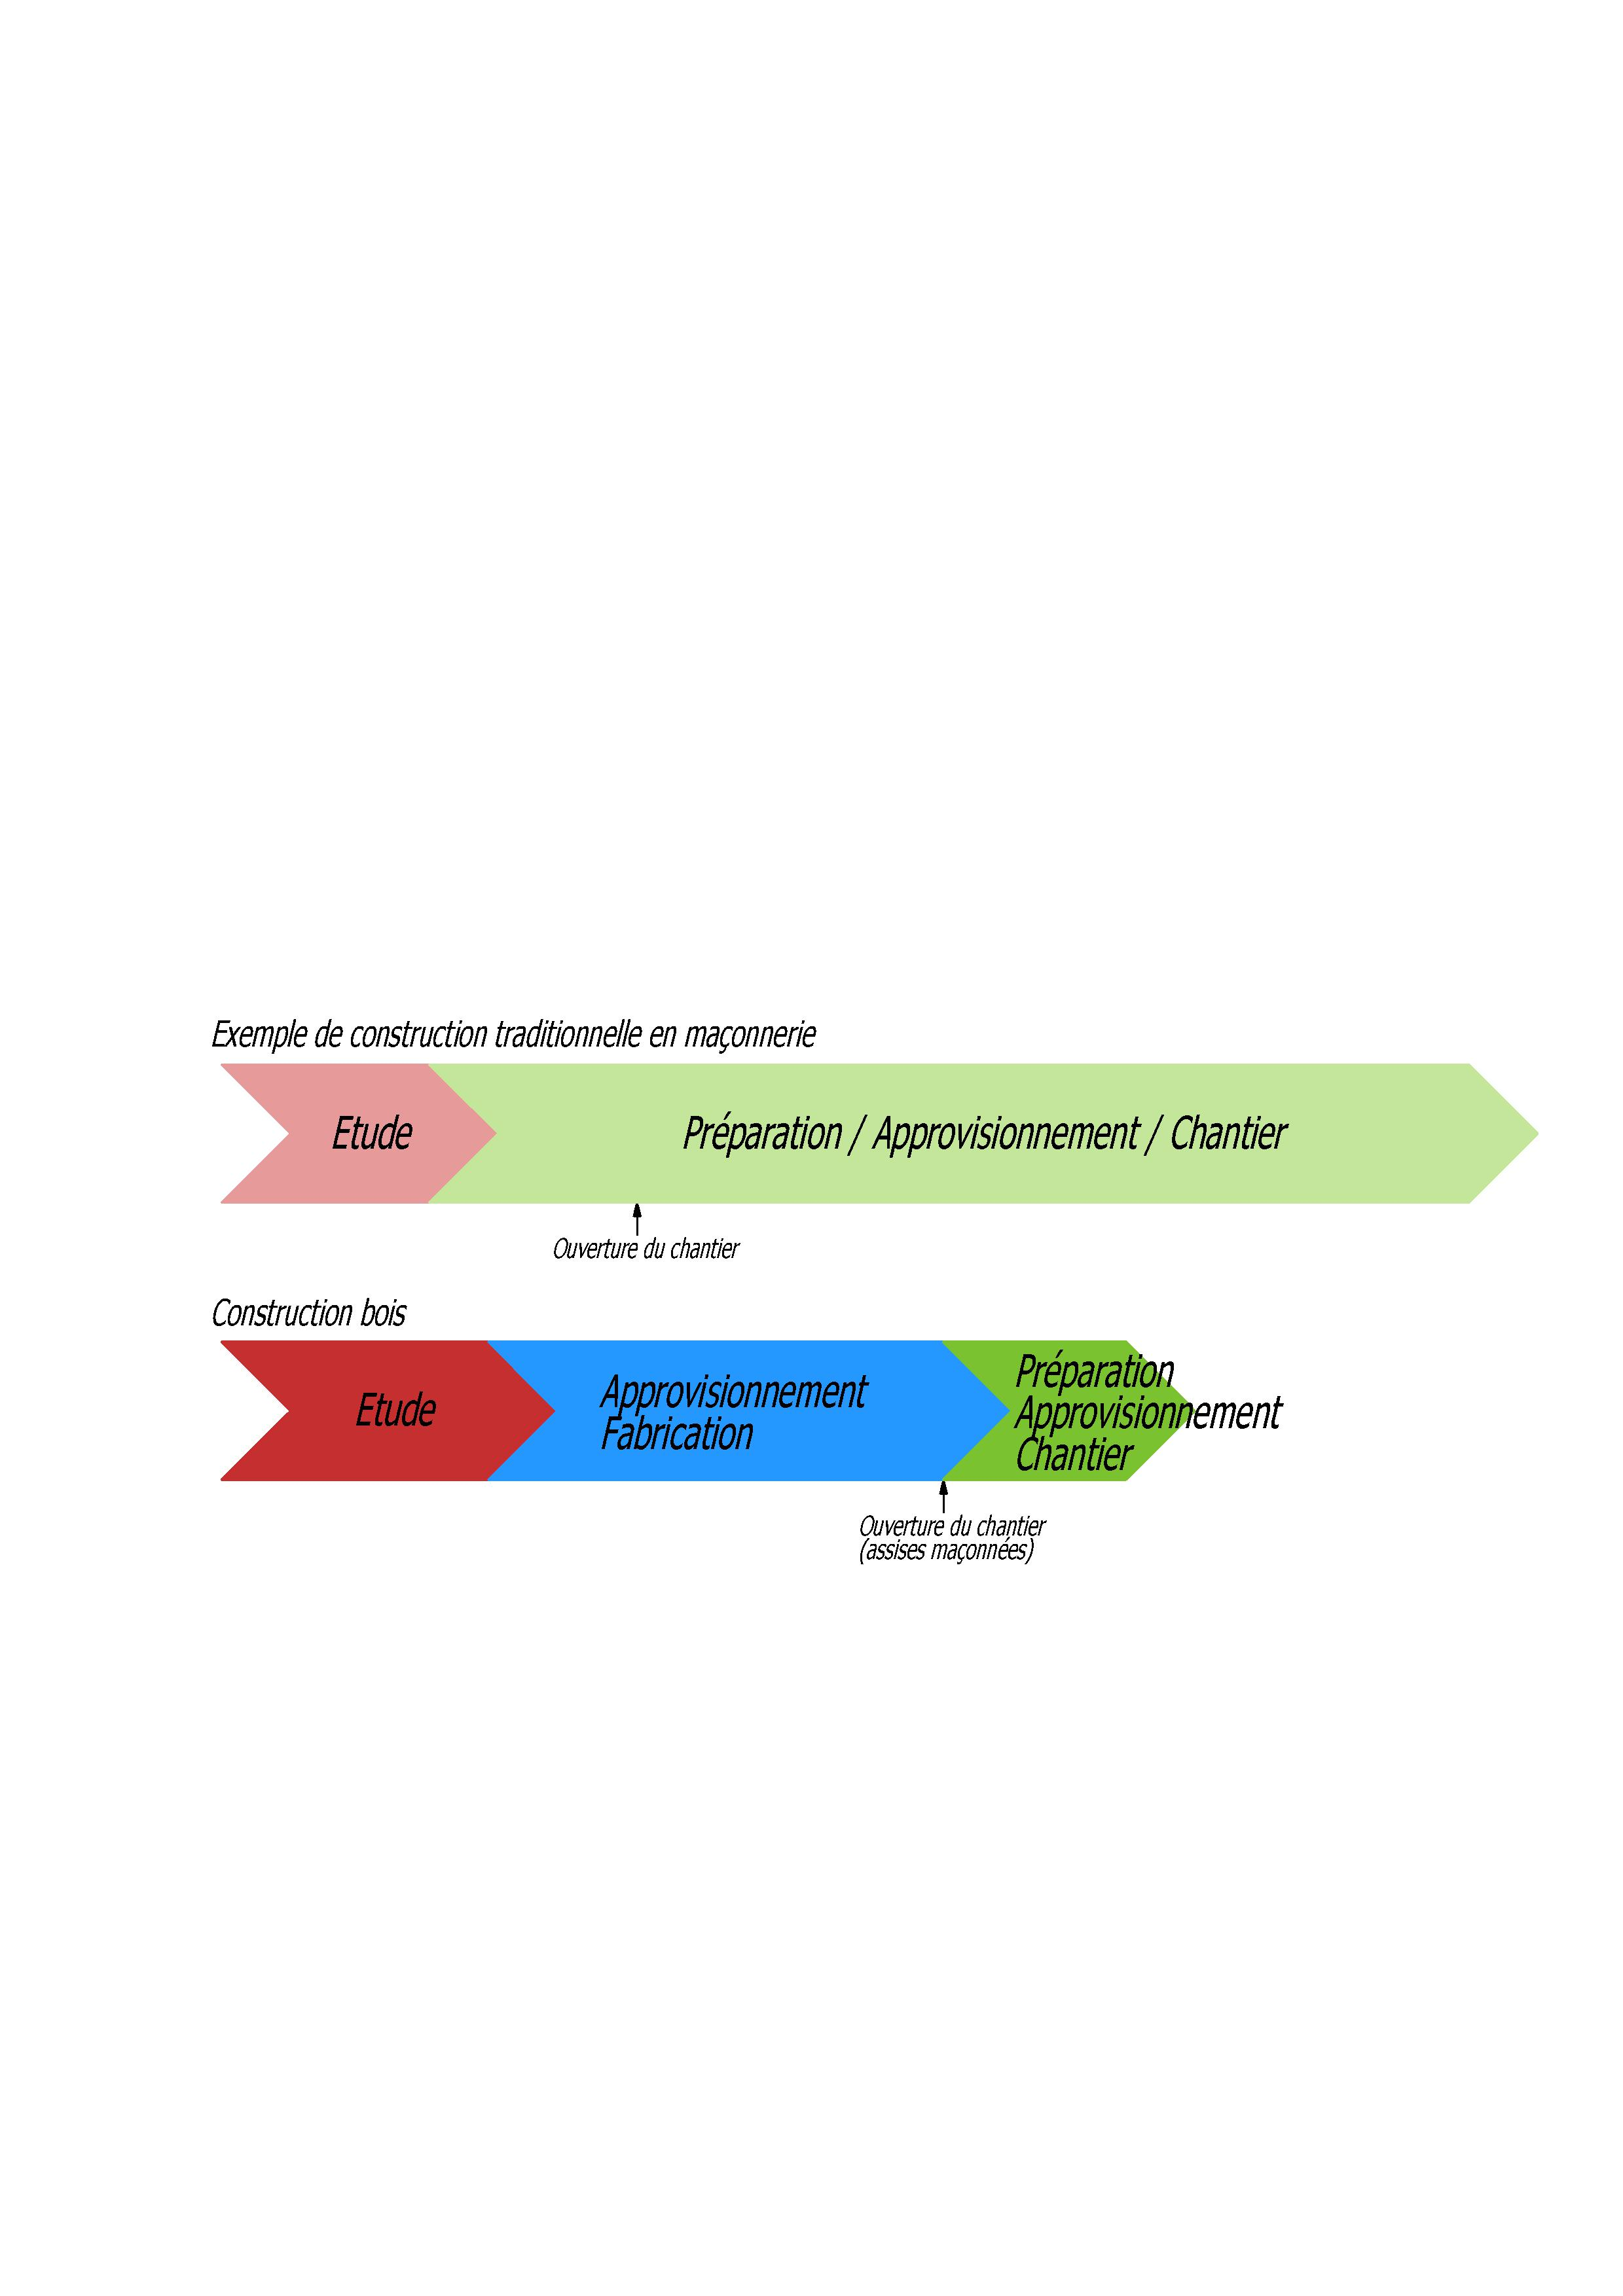 Exemple de construction traditionnelle en maçonnerie
Etude
Préparation / Approvisionnement / Chantier
Ouverture du chantier
Construction bois
Etude
Approvisionnement
Fabrication
Préparation
Approvisionnement
Chantier
Ouverture du chantier
(assises maçonnées)